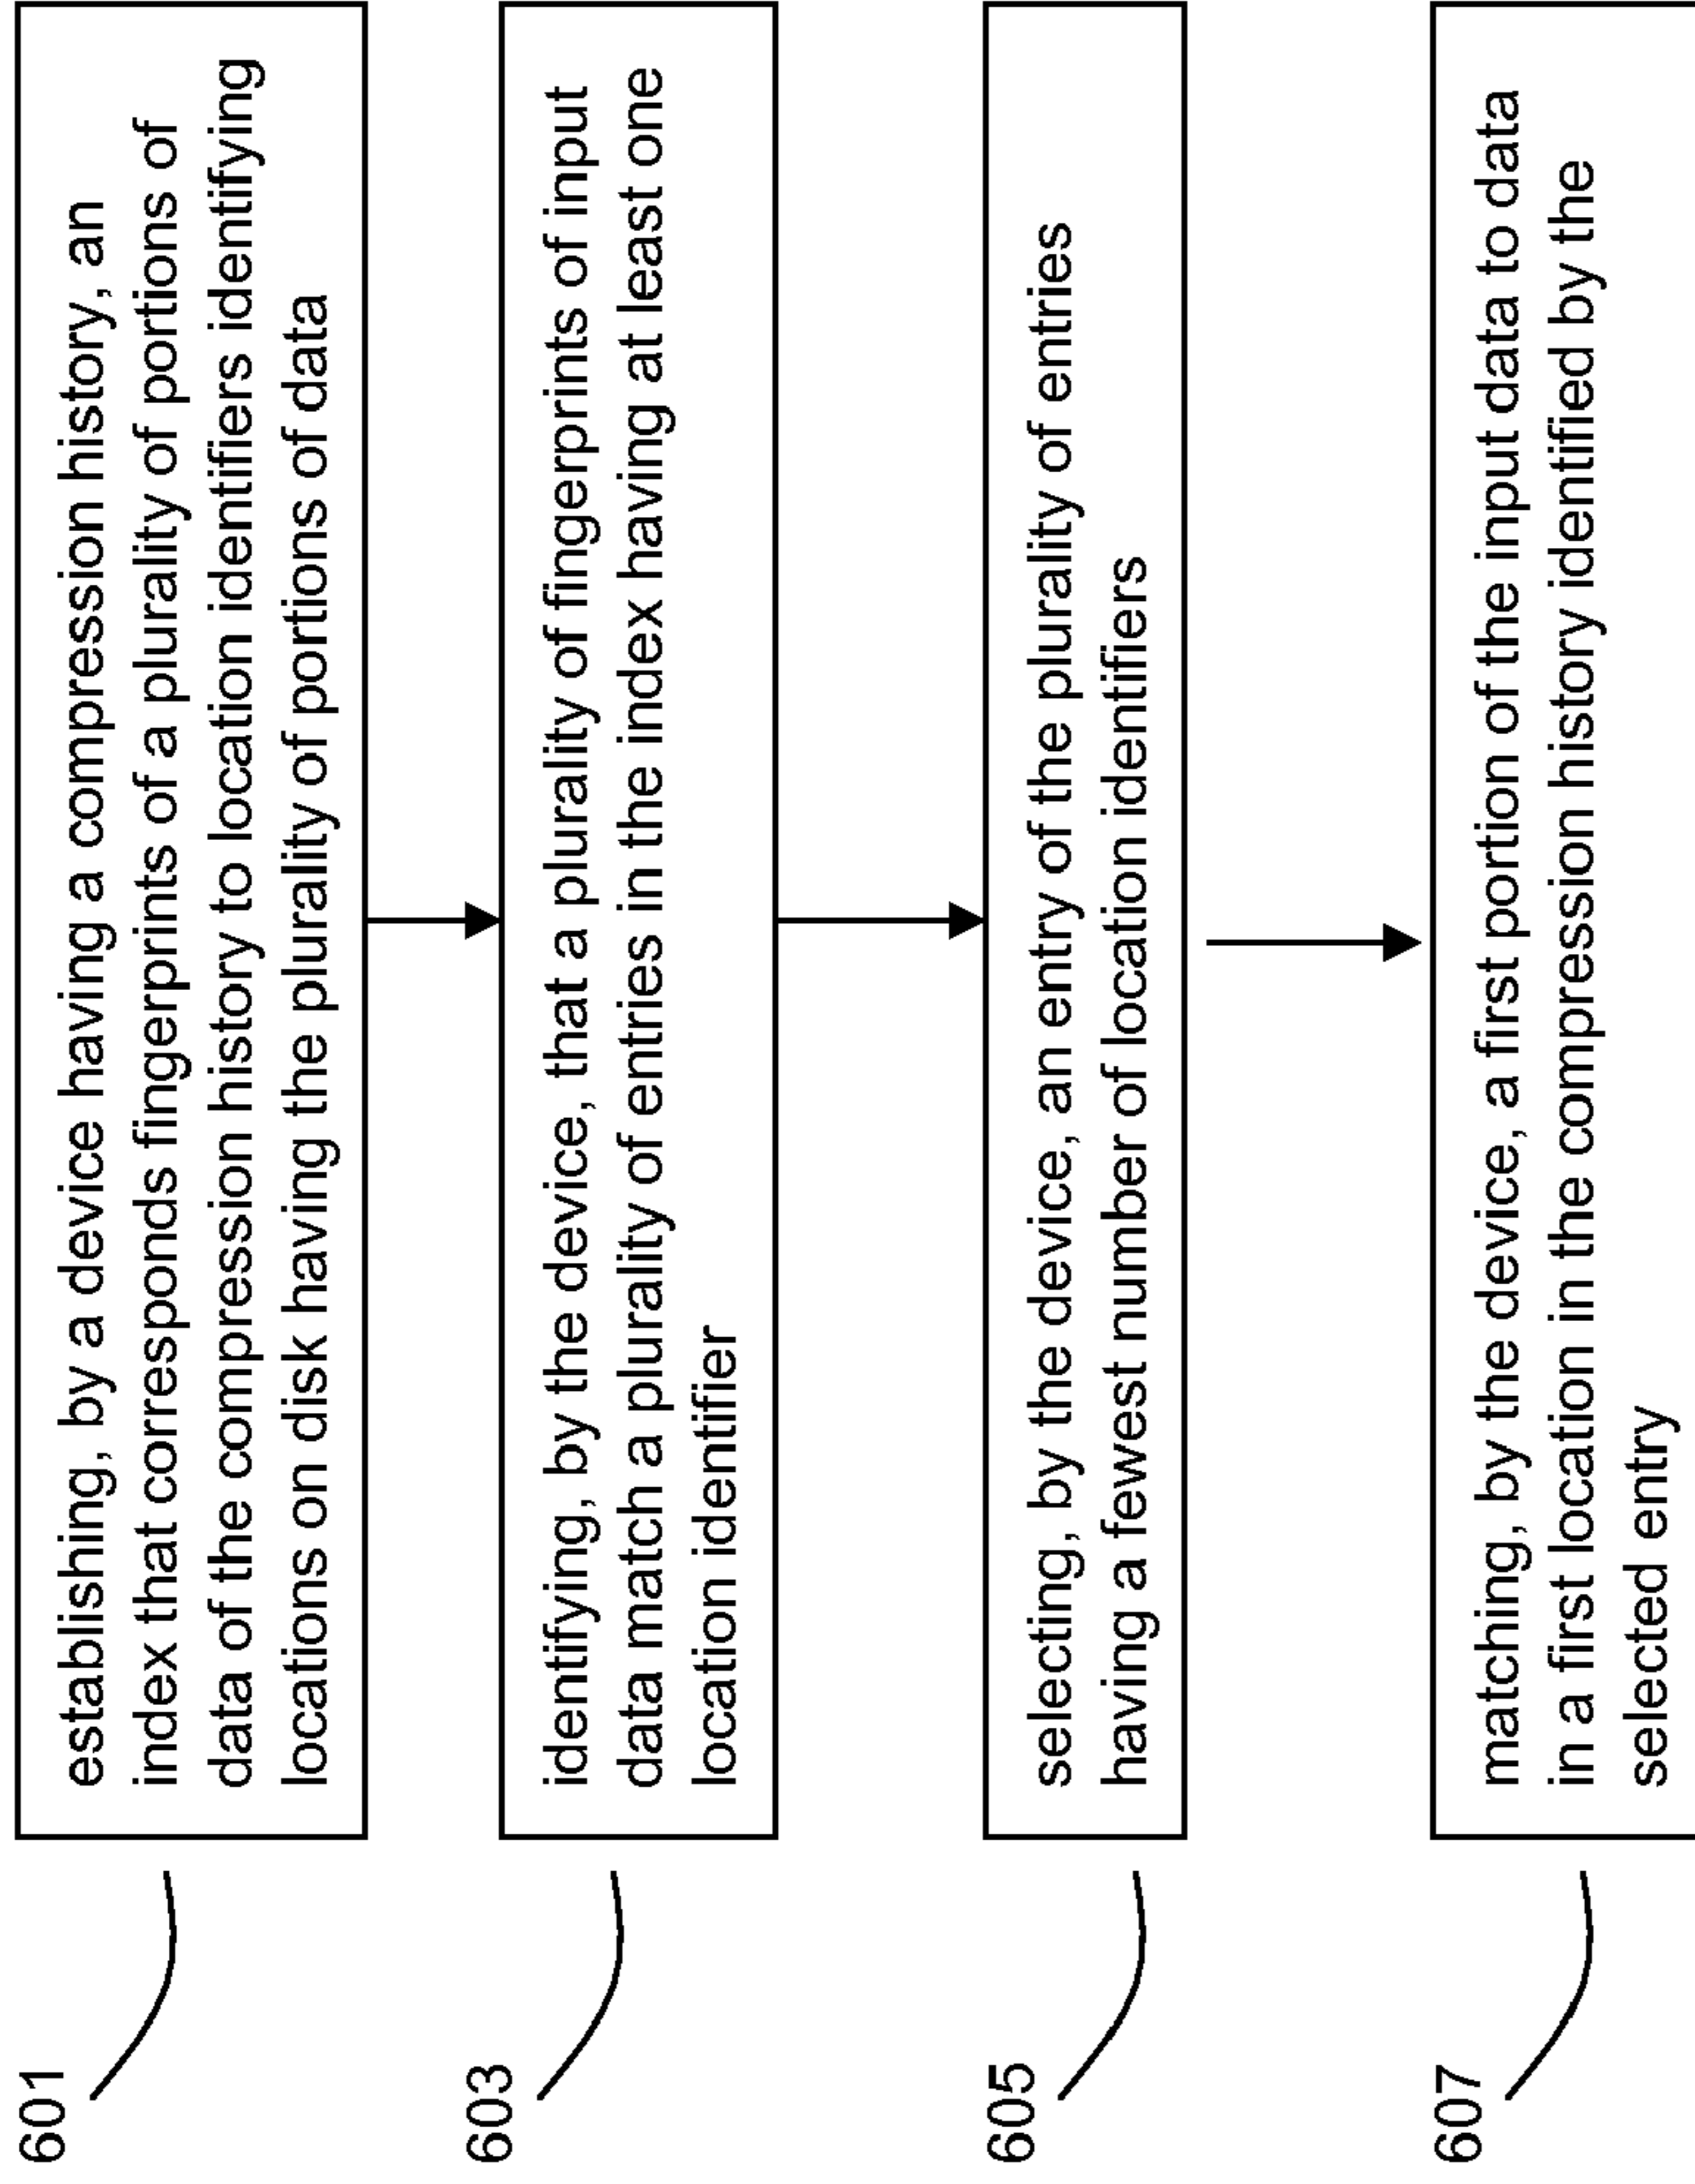 601
establishing, by a device having a compression history, an
index that corresponds fingerprints of a plurality of portions of
data of the compression history to location identifiers identifying
locations on disk having the plurality of portions of data
603
identifying, by the device, that a plurality of fingerprints of input
data match a plurality of entries in the index having at least one
location identifier
605
selecting, by the device, an entry of the plurality of entries
having a fewest number of location identifiers
607
matching, by the device, a first portion of the input data to data
in a first location in the compression history identified by the
selected entry